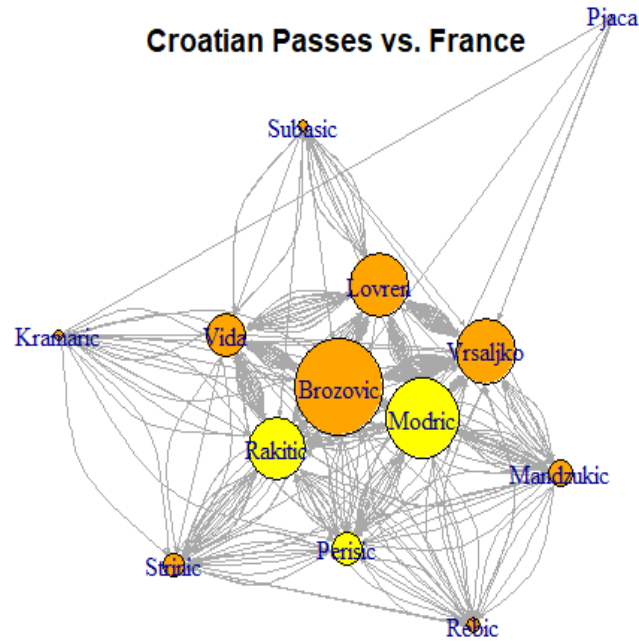 Pjaca
Croatian Passes vs. France
Subasic
Lovren
Kramaric
Vida
Vrsaljko
Brozovic
Modric
Rakitic
Mandzukic
Perisic
Strinic
Rebic